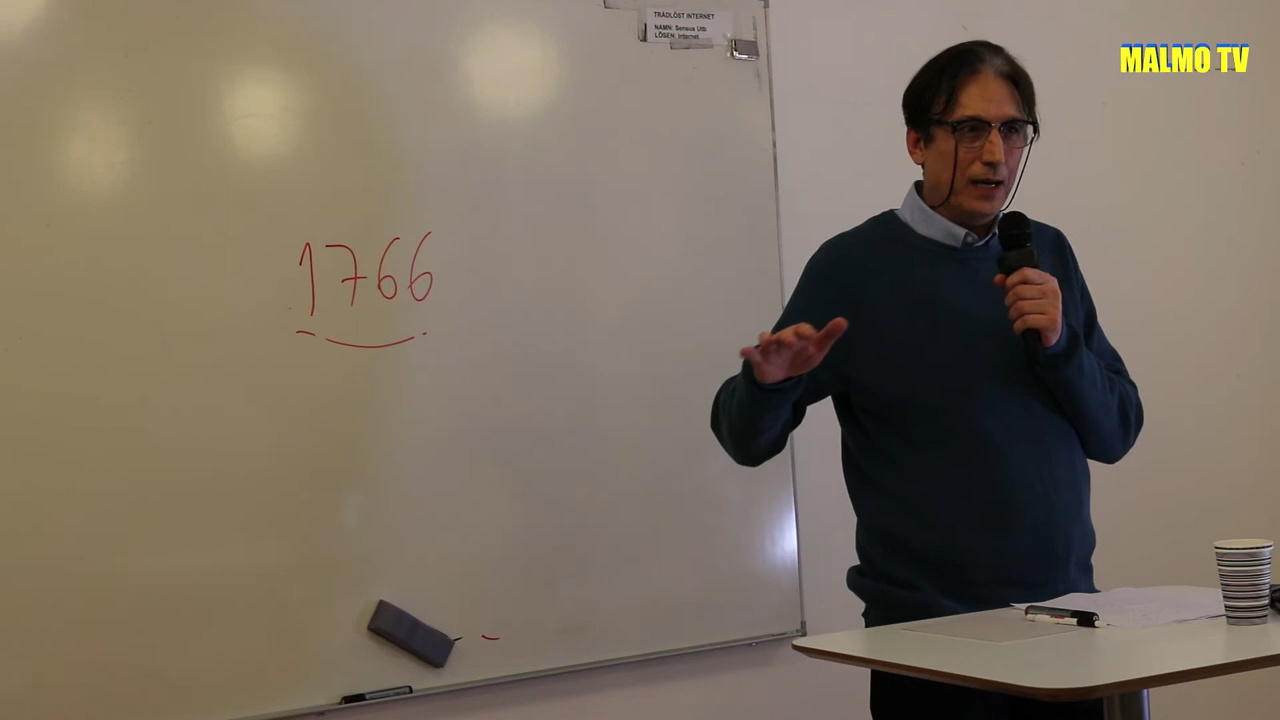 TRÅDLÖST INTERNET
NAMN: Sensus Utb
LÖSEN: Internet
MALMO TV
1766